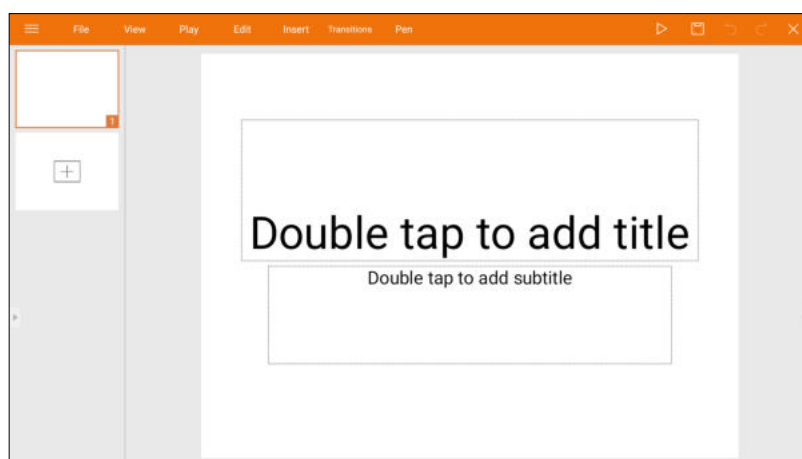 File View Play Edit Insert Transitions Pen
1
Double tap to add title
Double tap to add subtitle